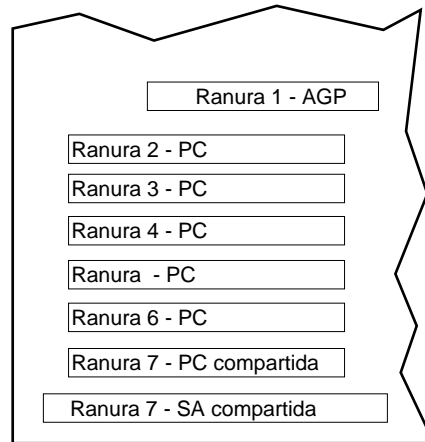 Ranura 1 - AGP
Ranura 2 - PC
Ranura 3 - PC
Ranura 4 - PC
Ranura  - PC
Ranura 6 - PC
Ranura 7 - PC compartida
Ranura 7 - SA compartida